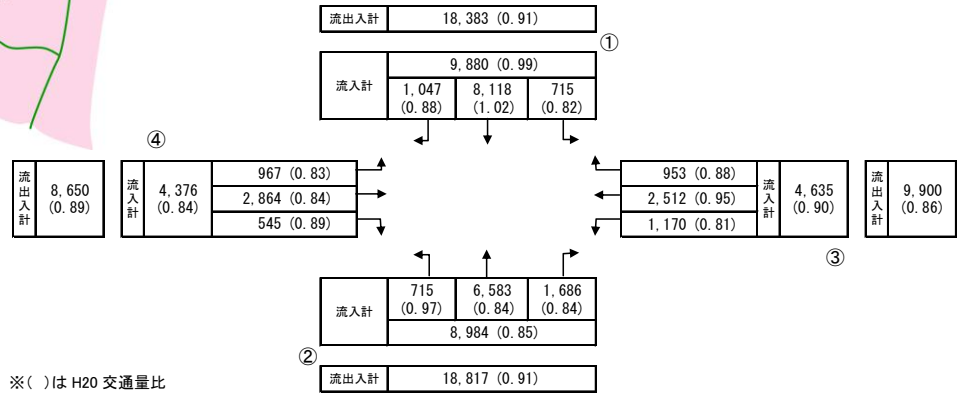 流出入計 18,383 (0.91)
①
流入計 9,880 (0.99)
1,047 8,118 715
(0.88) (1.02) (0.82)
④
流出入計 8,650 (0.89)
流入計 4,376 (0.84)
967 (0.83)
2,864 (0.84)
545 (0.89)
953 (0.88)
2,512 (0.95)
1,170 (0.81)
流入計 4,635 (0.90)
流出入計 9,900 (0.86)
③
流入計
715 6,583 1,686
(0.97) (0.84) (0.84)
8,984 (0.85)
②
流出入計 18,817 (0.91)
※( )は H20 交通量比